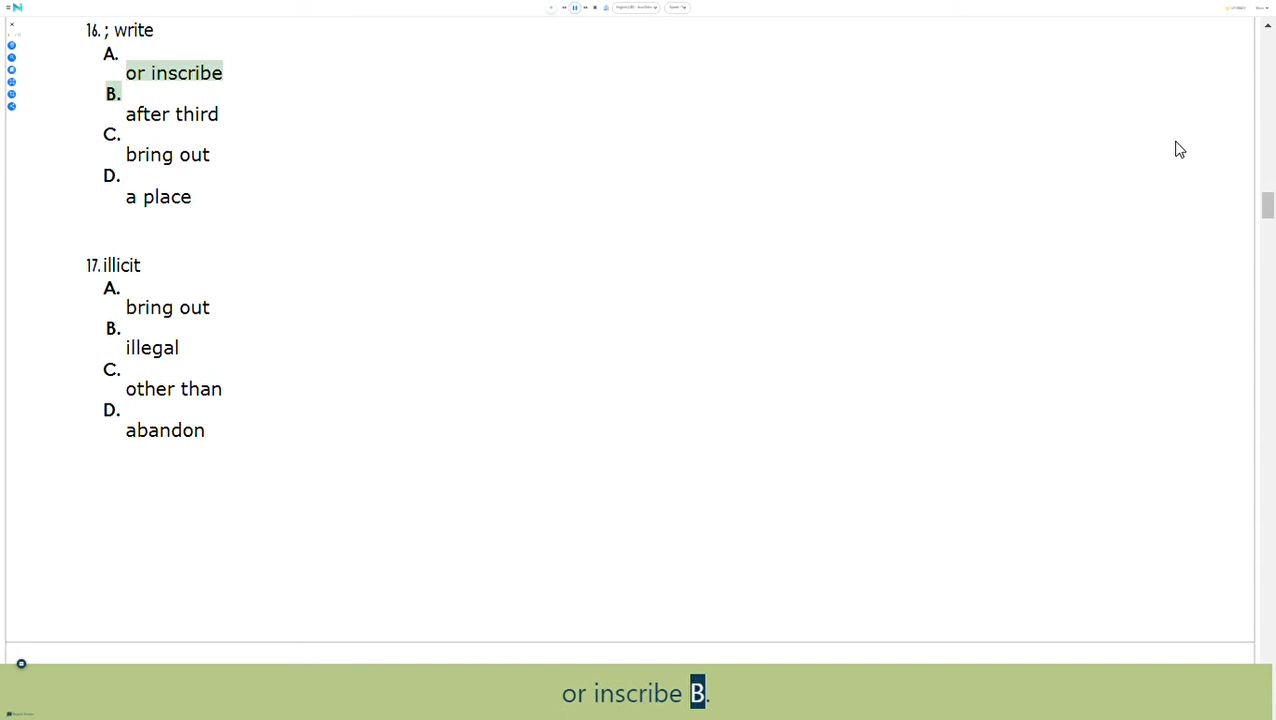 16. ; write
A.
or inscribe
B.
after third
C.
bring out
D.
a place
17. illicit
A.
bring out
B.
illegal
C.
other than
D.
abandon
or inscribe B.